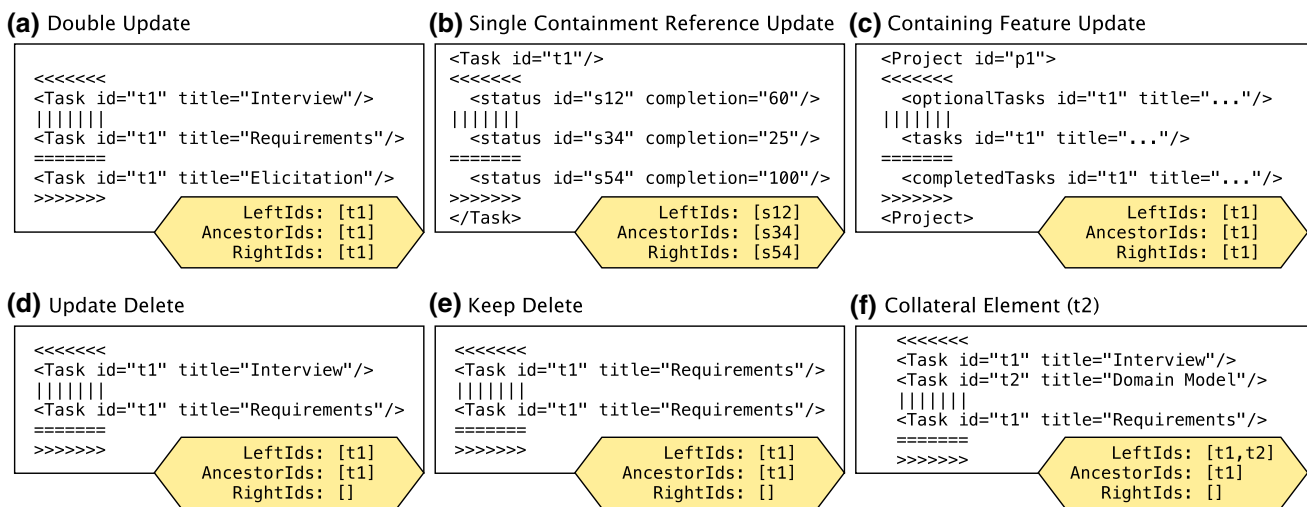 (a) Double Update
<<<<<<<
<Task id="t1" title="Interview"/>
|||||||
<Task id="t1" title="Requirements"/>
=======
<Task id="t1" title="Elicitation"/>
>>>>>>>
LeftIds: [t1]
AncestorIds: [t1]
RightIds: [t1]
(b) Single Containment Reference Update
<Task id="t1"/>
<<<<<<<
<status id="s12" completion="60"/>
|||||||
<status id="s34" completion="25"/>
=======
<status id="s54" completion="100"/>
>>>>>>>
</Task>
LeftIds: [s12]
AncestorIds: [s34]
RightIds: [s54]
(c) Containing Feature Update
<Project id="p1">
<<<<<<<
<optionalTasks id="t1" title="..."/>
|||||||
<tasks id="t1" title="..."/>
=======
<completedTasks id="t1" title="..."/>
>>>>>>>
<Project>
LeftIds: [t1]
AncestorIds: [t1]
RightIds: [t1]
(d) Update Delete
<<<<<<<
<Task id="t1" title="Interview"/>
|||||||
<Task id="t1" title="Requirements"/>
=======
>>>>>>>
LeftIds: [t1]
AncestorIds: [t1]
RightIds: []
(e) Keep Delete
<<<<<<<
<Task id="t1" title="Requirements"/>
|||||||
<Task id="t1" title="Requirements"/>
=======
>>>>>>>
LeftIds: [t1]
AncestorIds: [t1]
RightIds: []
(f) Collateral Element (t2)
<<<<<<<
<Task id="t1" title="Interview"/>
<Task id="t2" title="Domain Model"/>
|||||||
<Task id="t1" title="Requirements"/>
=======
>>>>>>>
LeftIds: [t1,t2]
AncestorIds: [t1]
RightIds: []